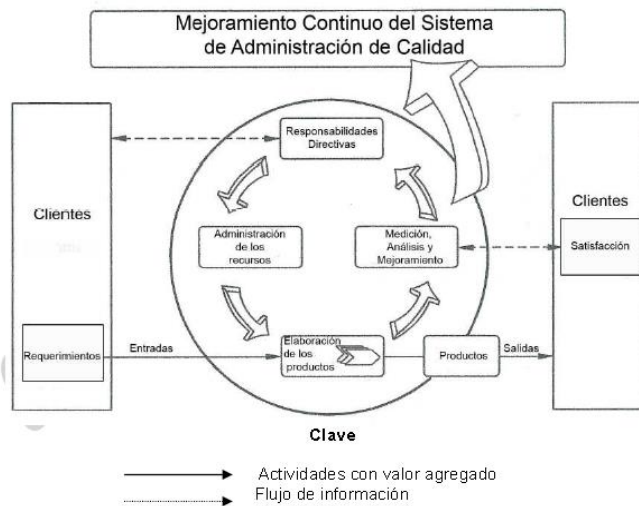 Mejoramiento Continuo del Sistema
de Administración de Calidad
Responsabilidades
Directivas
Clientes
Administración
de los
recursos
Medición,
Análisis y
Mejoramiento
Clientes
Satisfacción
Requerimientos
Entradas
Elaboración
de los
productos
Productos
Salidas
Clave
Actividades con valor agregado
Flujo de información